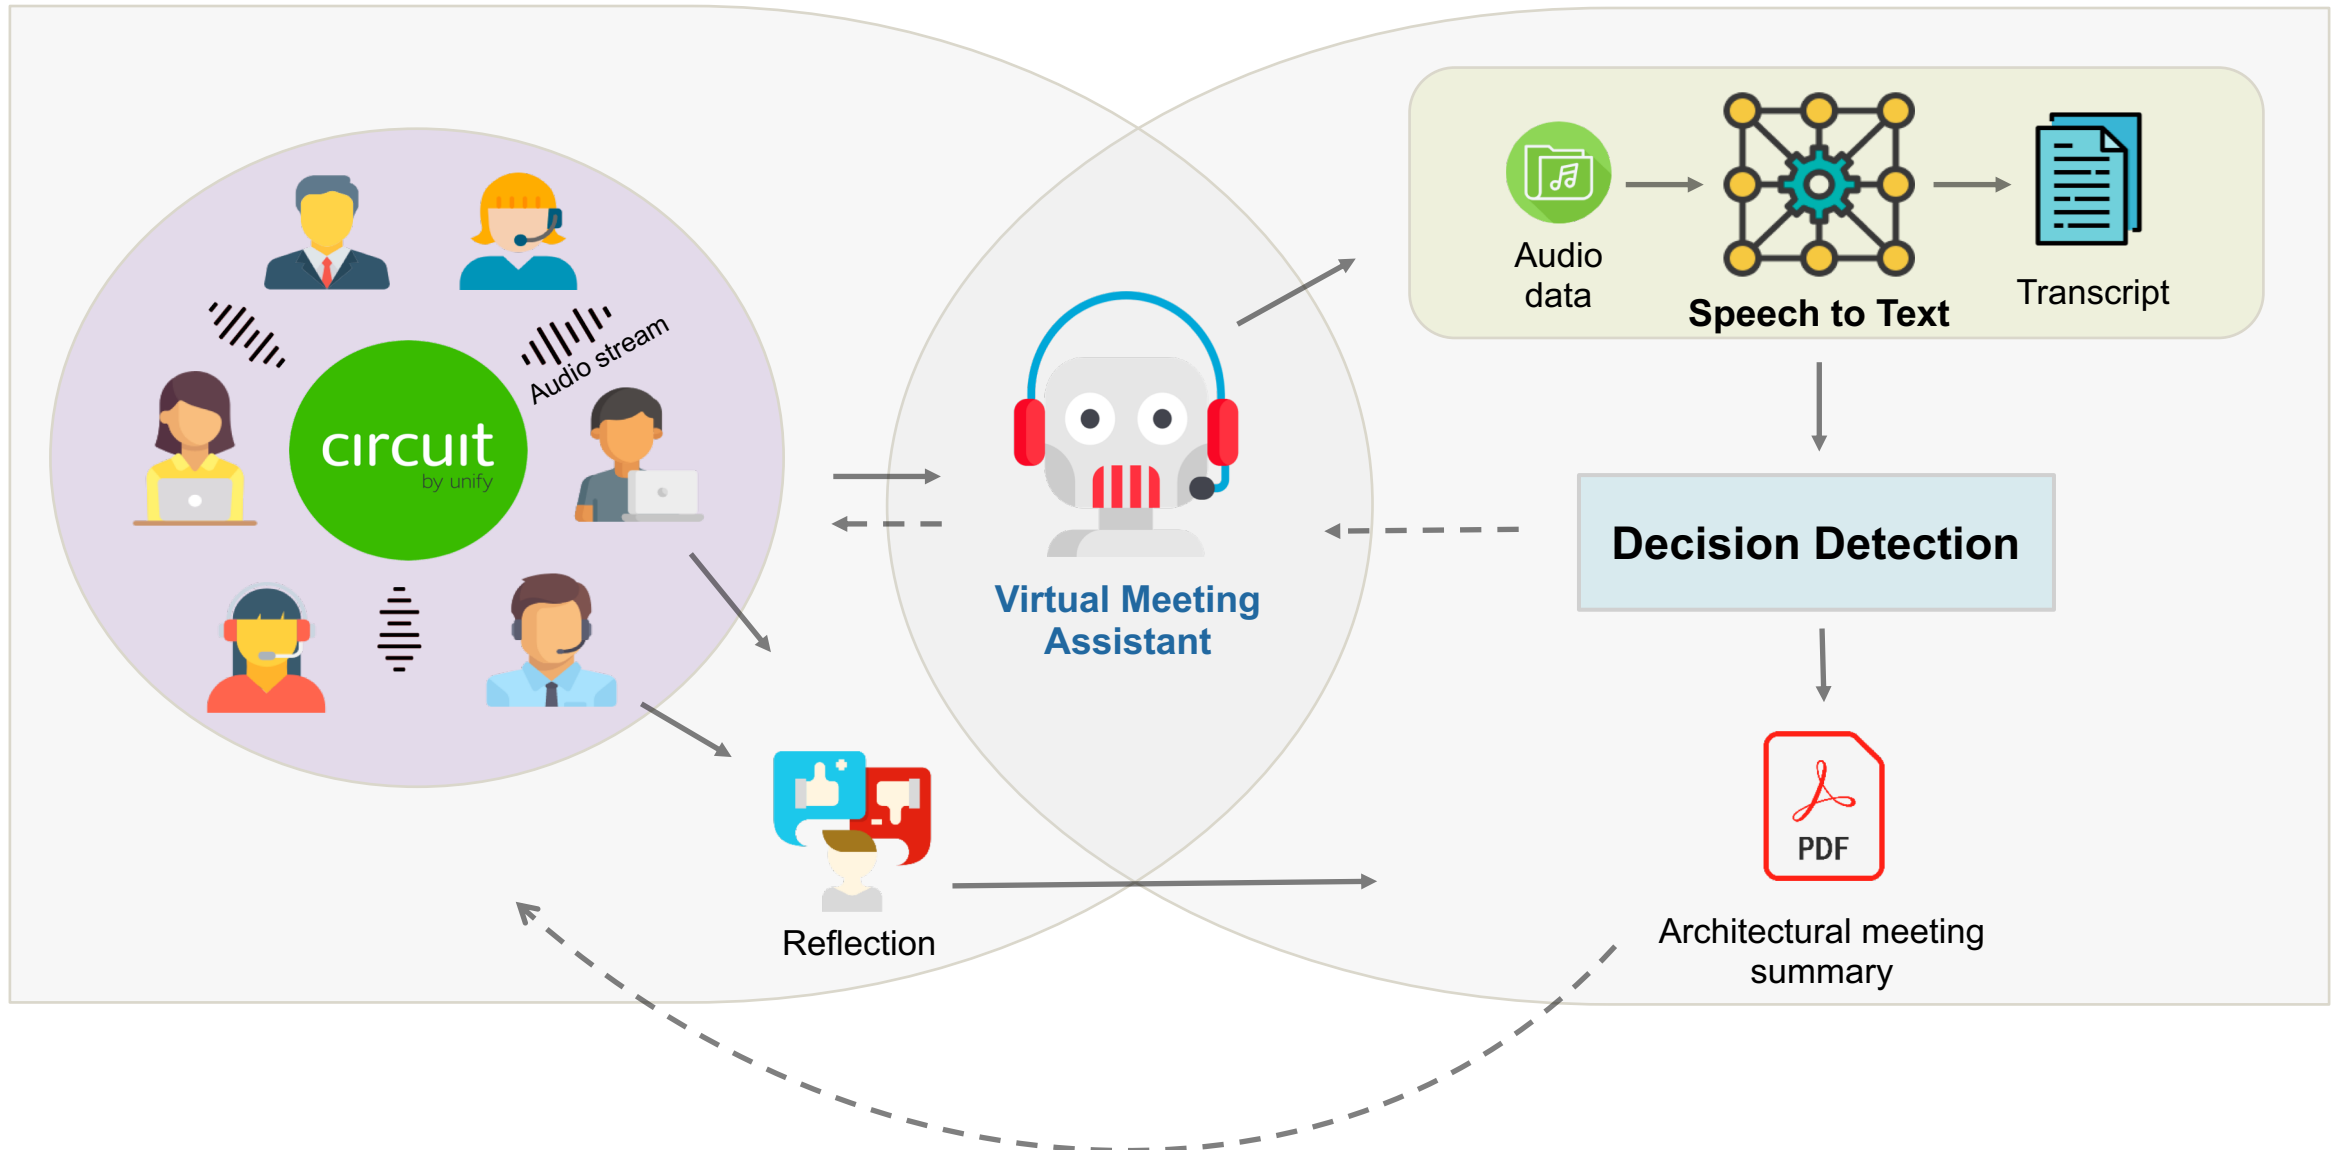 Audio stream
circuit
by unify
Virtual Meeting
Assistant
Audio
data
Speech to Text
Transcript
Decision Detection
PDF
Architectural meeting
summary
Reflection